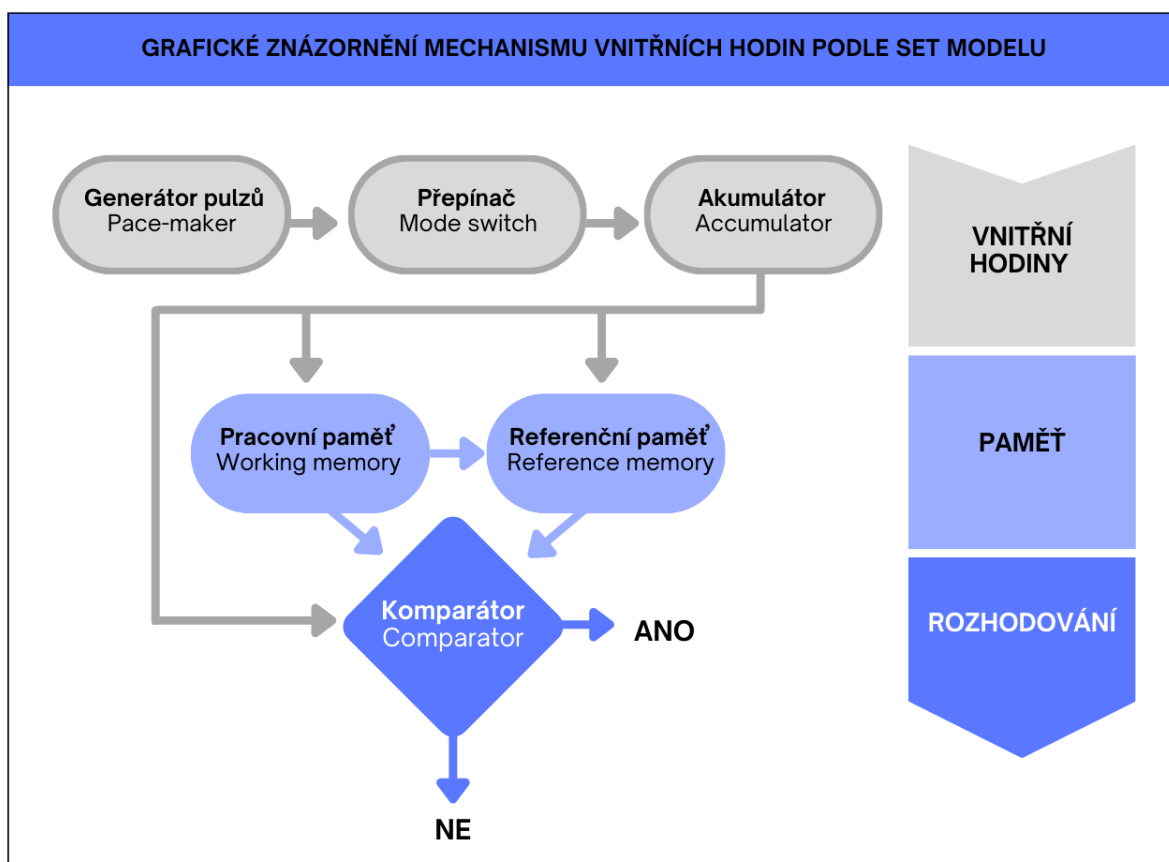 GRAFICKÉ ZNÁZORNĚNÍ MECHANISMU VNITŘNÍCH HODIN PODLE SET MODELU
Generátor pulzů
Pace-maker
Přepínač
Mode switch
Akumulátor
Accumulator
VNITŘNÍ
HODINY
Pracovní paměť
Working memory
Referenční paměť
Reference memory
PAMĚŤ
Komparátor
Comparator
ANO
ROZHODOVÁNÍ
NE